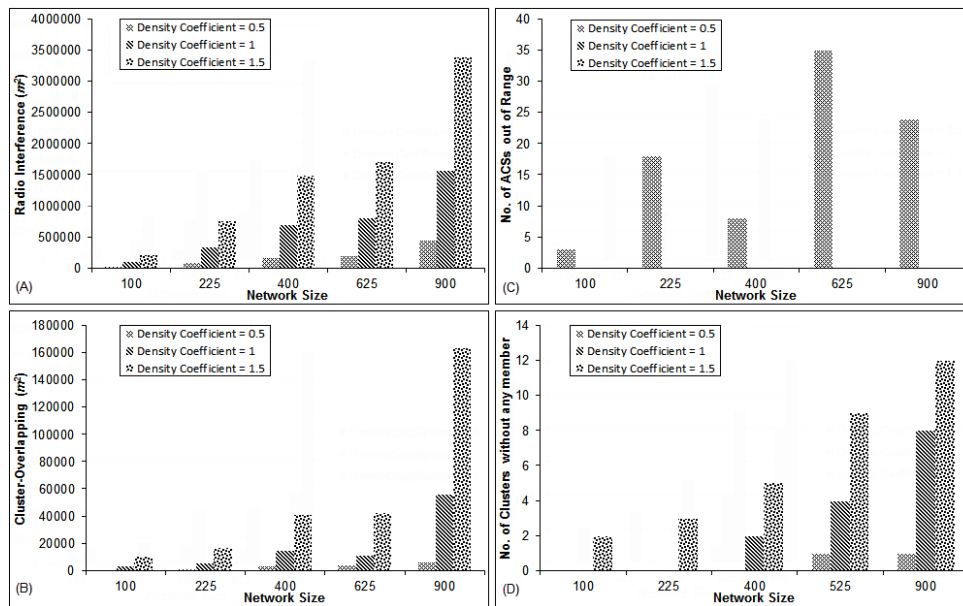 4000000
3500000
3000000
2500000
2000000
1500000
1000000
500000
0
Radio Interference (m²)
Density Coefficient = 0.5
Density Coefficient = 1
Density Coefficient = 1.5
100 225 400 625 900
Network Size
(A)
40
35
30
25
20
15
10
5
0
No. of ACSs out of Range
Density Coefficient = 0.5
Density Coefficient = 1
Density Coefficient = 1.5
100 225 400 625 900
Network Size
(C)
180000
160000
140000
120000
100000
80000
60000
40000
20000
0
Cluster-Overlapping (m²)
Density Coefficient = 0.5
Density Coefficient = 1
Density Coefficient = 1.5
100 225 400 625 900
Network Size
(B)
14
12
10
8
6
4
2
0
No. of Clusters without any member
Density Coefficient = 0.5
Density Coefficient = 1
Density Coefficient = 1.5
100 225 400 525 900
Network Size
(D)